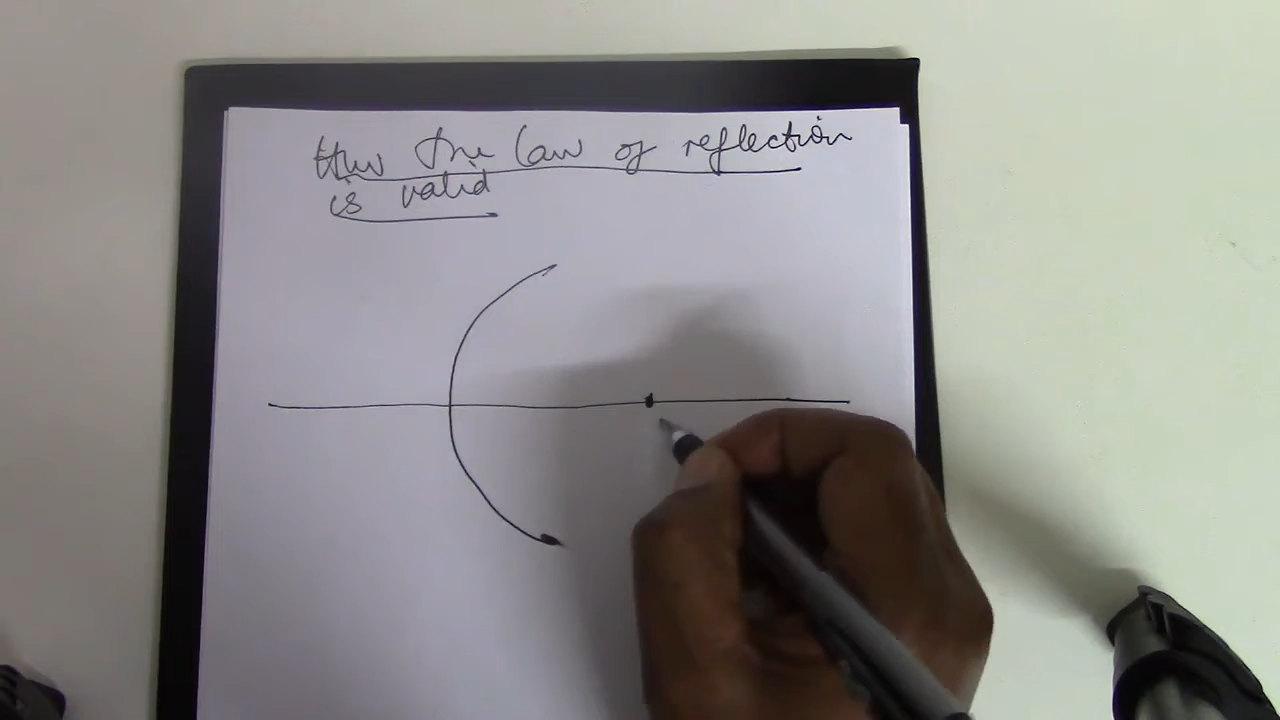 How the law of reflection
is valid